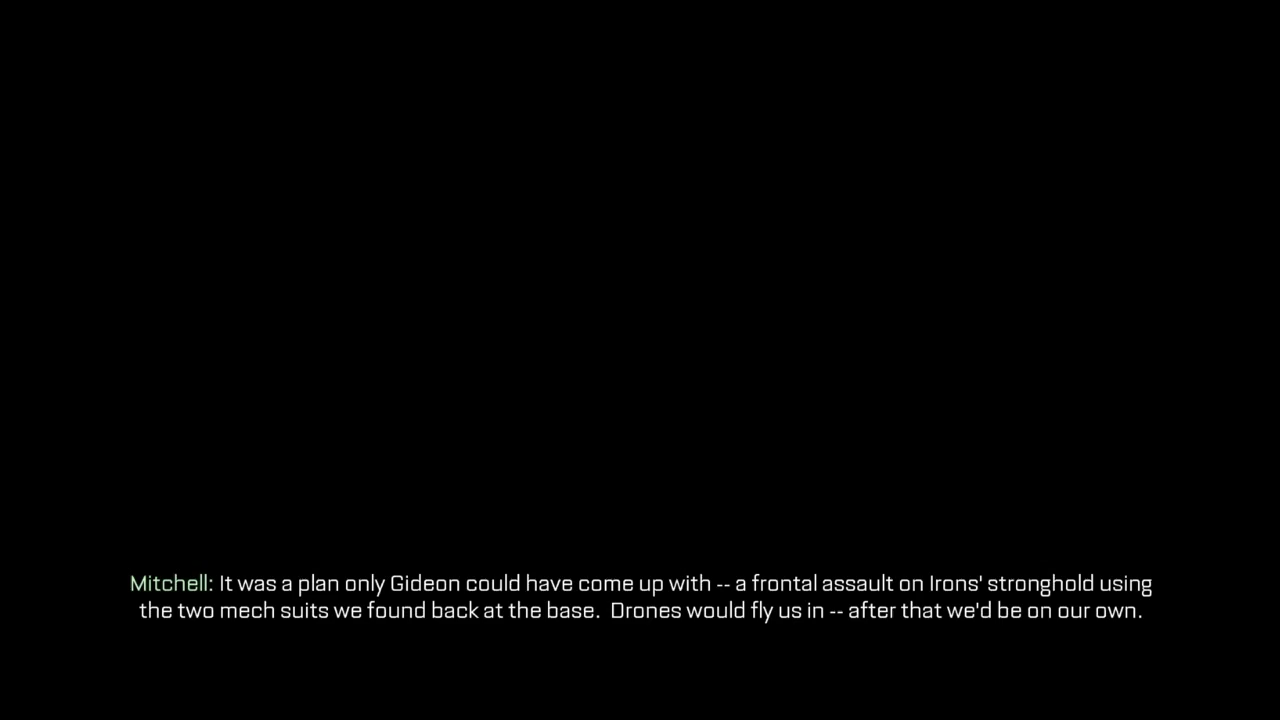 Mitchell: It was a plan only Gideon could have come up with -- a frontal assault on Irons' stronghold using
the two mech suits we found back at the base.  Drones would fly us in -- after that we'd be on our own.